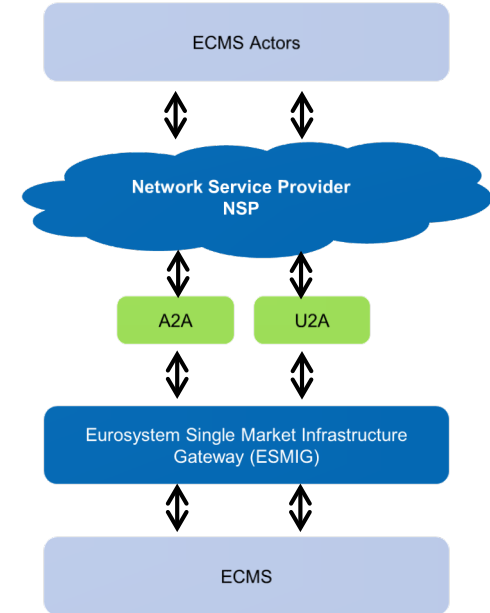 ECMS Actors
Network Service Provider
NSP
A2A
U2A
Eurosystem Single Market Infrastructure
Gateway (ESMIG)
ECMS